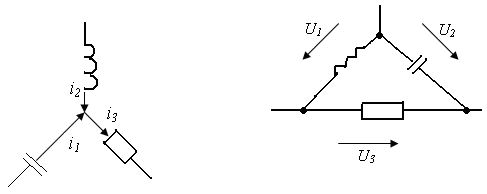 U₁
U₂
i₂
i₃
i₁
U₃